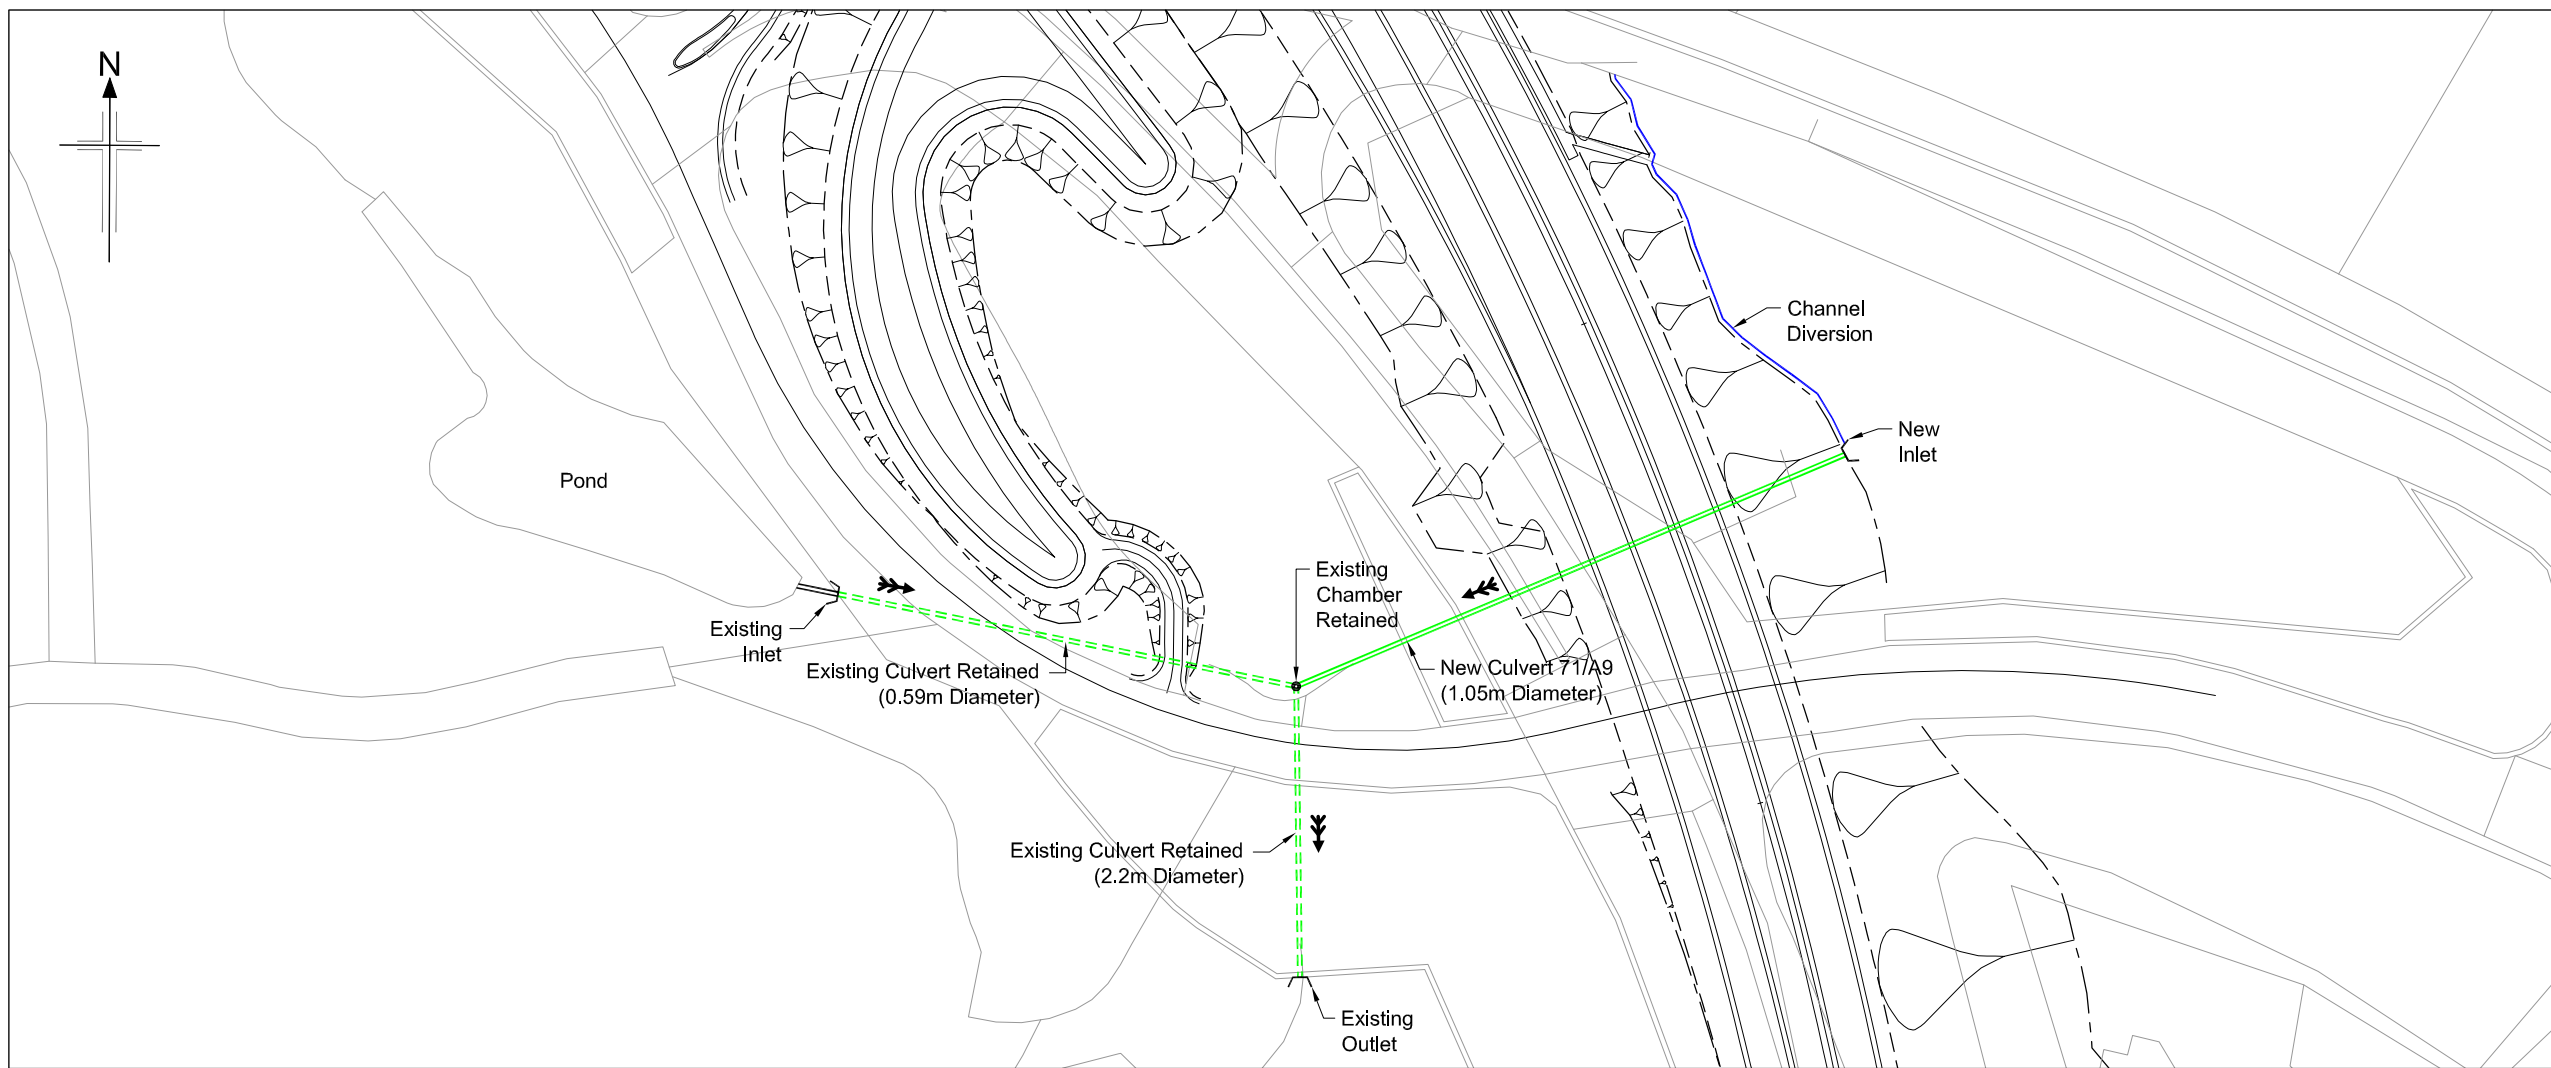 N
Channel
Diversion
New
Inlet
Pond
Existing
Chamber
Retained
Existing
Inlet
Existing Culvert Retained
(0.59m Diameter)
New Culvert 71/A9
(1.05m Diameter)
Existing Culvert Retained
(2.2m Diameter)
Existing
Outlet